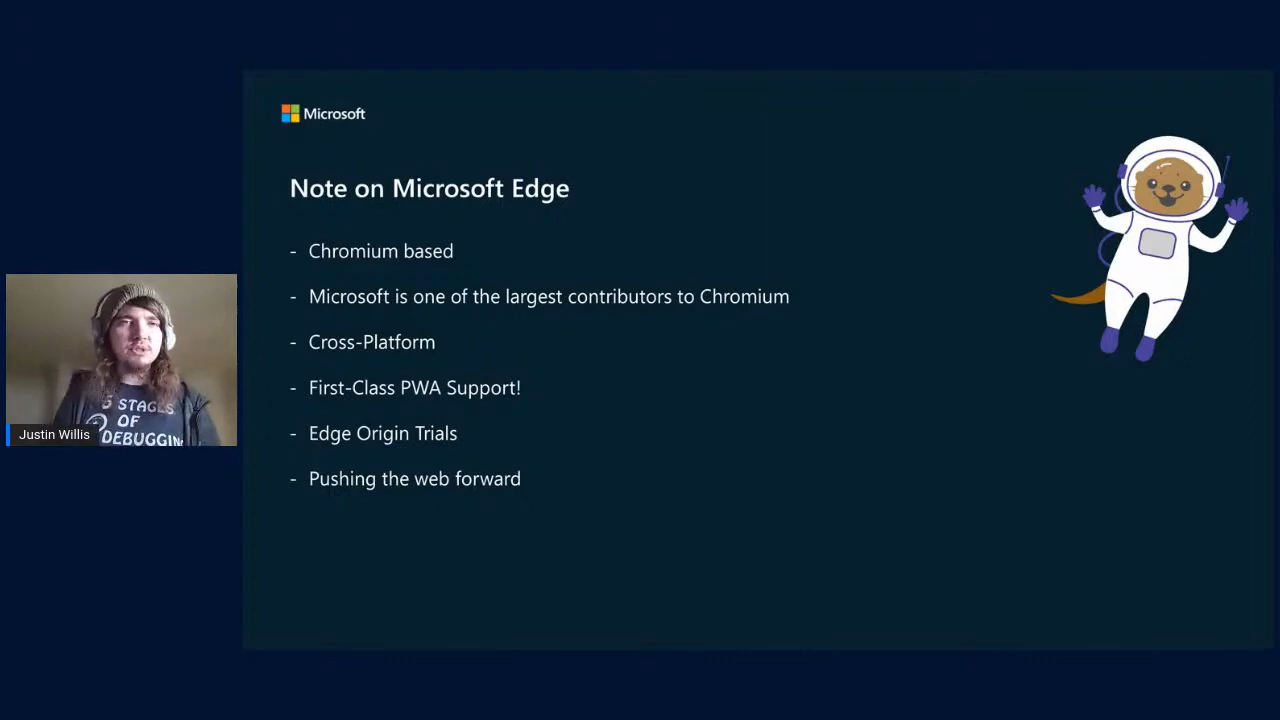 Microsoft
Note on Microsoft Edge
- Chromium based
- Microsoft is one of the largest contributors to Chromium
- Cross-Platform
- First-Class PWA Support!
- Edge Origin Trials
- Pushing the web forward
5 STAGES
OF
DEBUGGING
Justin Willis